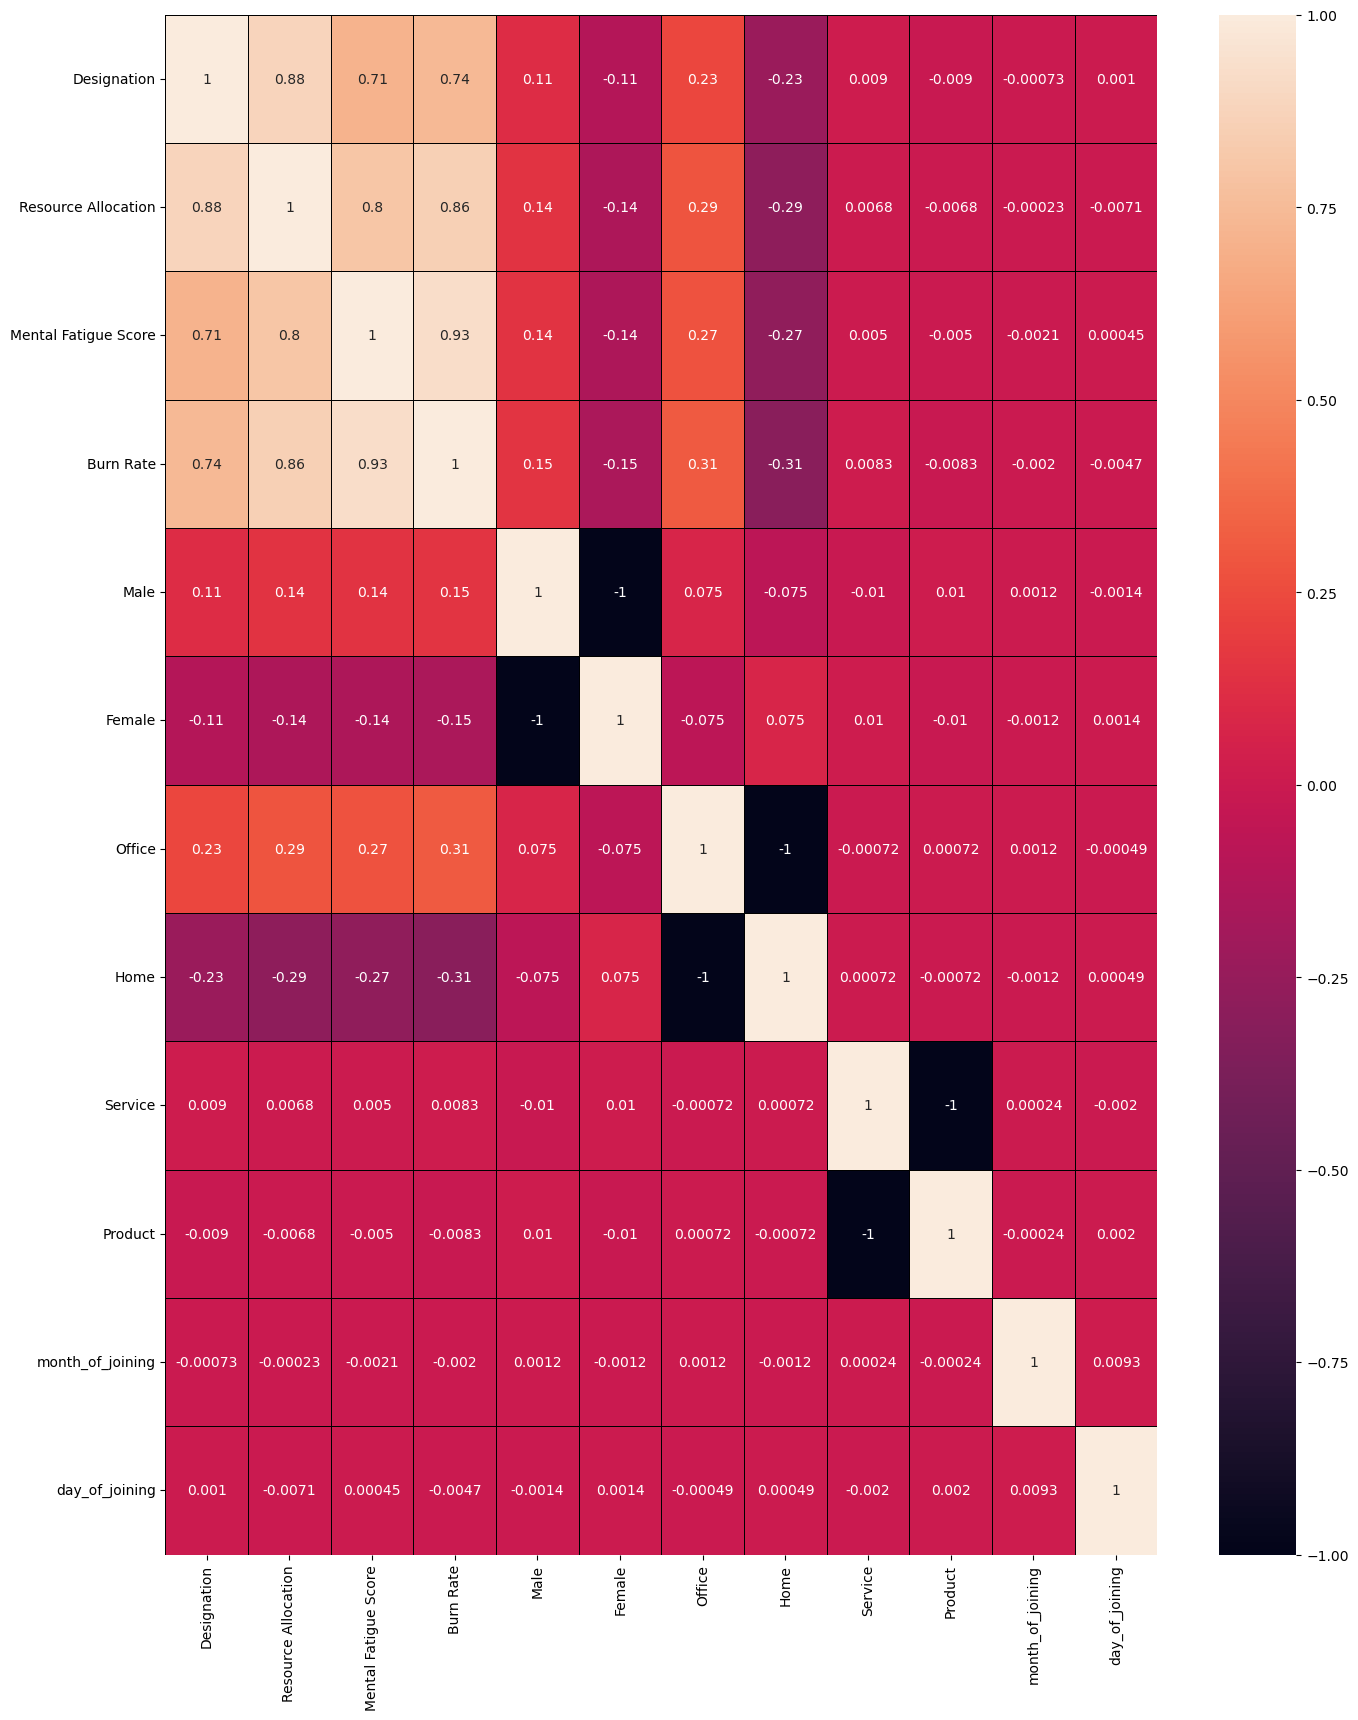 Designation 1 0.88 0.71 0.74 0.11 -0.11 0.23 -0.23 0.009 -0.009 -0.00073 0.001
Resource Allocation 0.88 1 0.8 0.86 0.14 -0.14 0.29 -0.29 0.0068 -0.0068 -0.00023 -0.0071
Mental Fatigue Score 0.71 0.8 1 0.93 0.14 -0.14 0.27 -0.27 0.005 -0.005 -0.0021 0.00045
Burn Rate 0.74 0.86 0.93 1 0.15 -0.15 0.31 -0.31 0.0083 -0.0083 -0.002 -0.0047
Male 0.11 0.14 0.14 0.15 1 -1 0.075 -0.075 -0.01 0.01 0.0012 -0.0014
Female -0.11 -0.14 -0.14 -0.15 -1 1 -0.075 0.075 0.01 -0.01 -0.0012 0.0014
Office 0.23 0.29 0.27 0.31 0.075 -0.075 1 -1 -0.00072 0.00072 0.0012 -0.00049
Home -0.23 -0.29 -0.27 -0.31 -0.075 0.075 -1 1 0.00072 -0.00072 -0.0012 0.00049
Service 0.009 0.0068 0.005 0.0083 -0.01 0.01 -0.00072 0.00072 1 -1 0.00024 -0.002
Product -0.009 -0.0068 -0.005 -0.0083 0.01 -0.01 0.00072 -0.00072 -1 1 -0.00024 0.002
month_of_joining -0.00073 -0.00023 -0.0021 -0.002 0.0012 -0.0012 0.0012 -0.0012 0.00024 -0.00024 1 0.0093
day_of_joining 0.001 -0.0071 0.00045 -0.0047 -0.0014 0.0014 -0.00049 0.00049 -0.002 0.002 0.0093 1
Designation
Resource Allocation
Mental Fatigue Score
Burn Rate
Male
Female
Office
Home
Service
Product
month_of_joining
day_of_joining
1.00
0.75
0.50
0.25
0.00
−0.25
−0.50
−0.75
−1.00